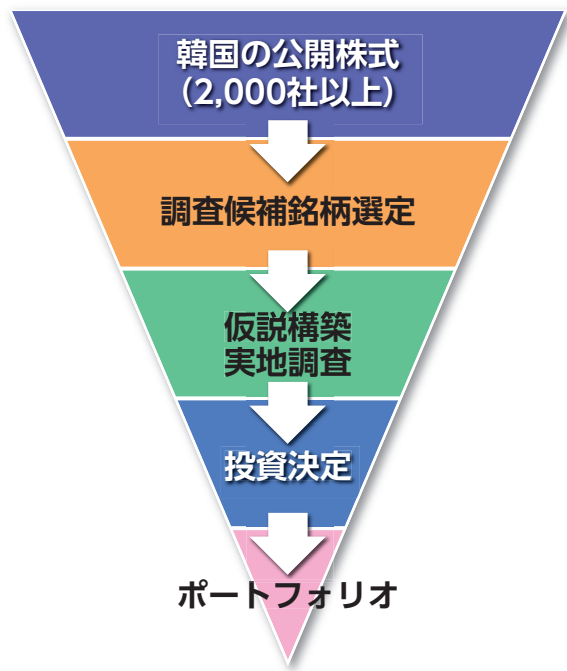 韓国の公開株式
（2,000社以上）
調査候補銘柄選定
仮説構築
実地調査
投資決定
ポートフォリオ